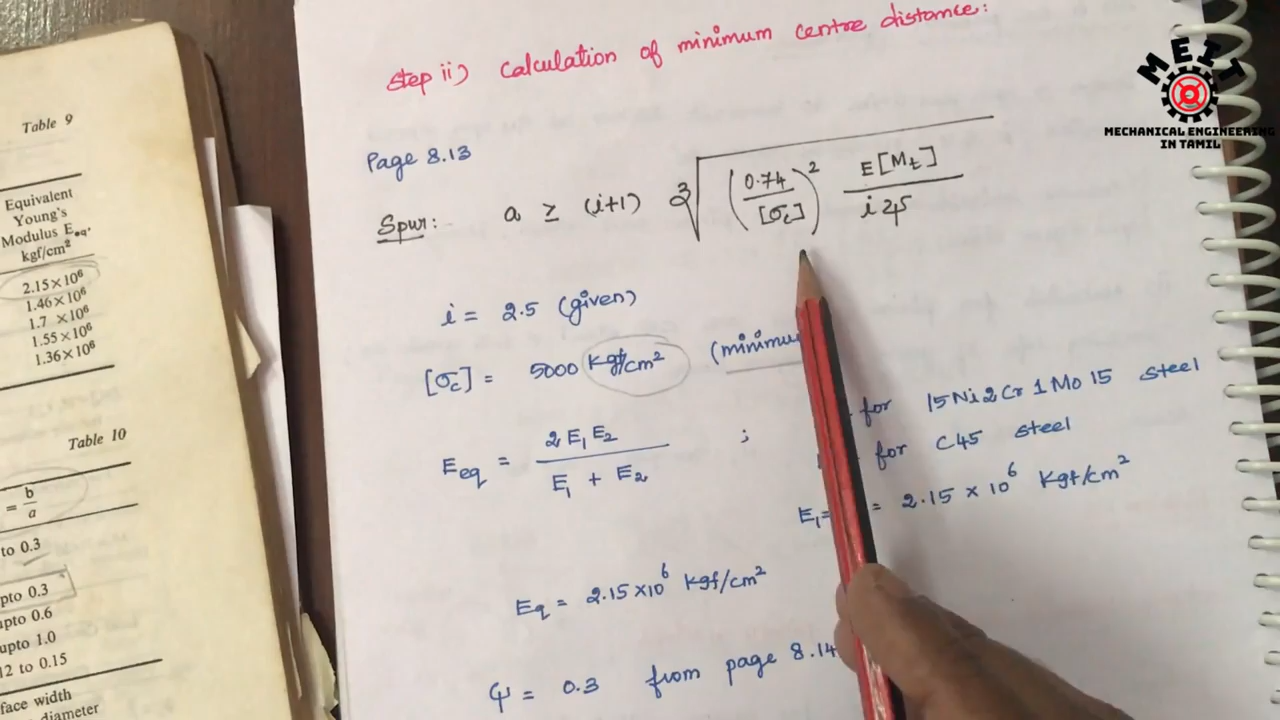 Table 9
Equivalent
Young's
Modulus E_eq.
kgf/cm²
2.15×10⁶
1.46×10⁶
1.7 ×10⁶
1.55×10⁶
1.36×10⁶
Table 10
= b/a
to 0.3
upto 0.3
upto 0.6
upto 1.0
12 to 0.15
face width
diameter
Step ii) Calculation of minimum centre distance:
Page 8.13
Spur:- a ≥ (i+1) ∛((0.74/[σc])² E[Mt]/iψ)
i = 2.5 (given)
[σc] = 5000 kgf/cm² (minimu
Eeq = 2E₁E₂/(E₁ + E₂) ;
for 15Ni2Cr1Mo15 steel
for C45 steel
E₁= = 2.15 × 10⁶ kgf/cm²
Eq = 2.15×10⁶ kgf/cm²
ψ = 0.3 from page 8.14
MEIT
MECHANICAL ENGINEERING
IN TAMIL